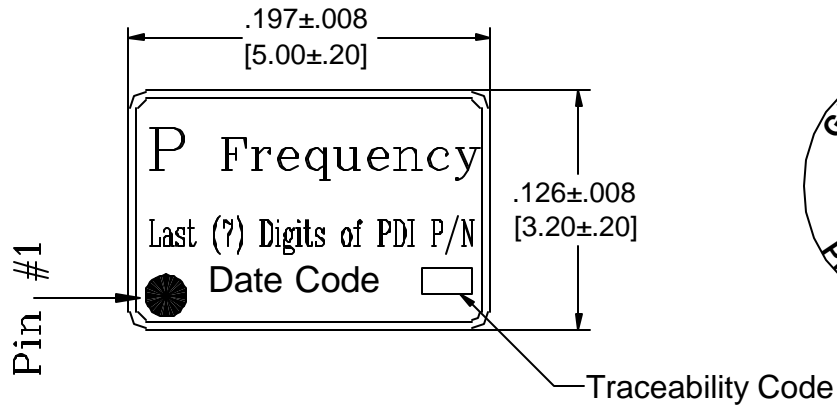 .197±.008
[5.00±.20]
P Frequency
.126±.008
[3.20±.20]
Last (?) Digits of PDI P/N
Date Code
Pin #1
Traceability Code